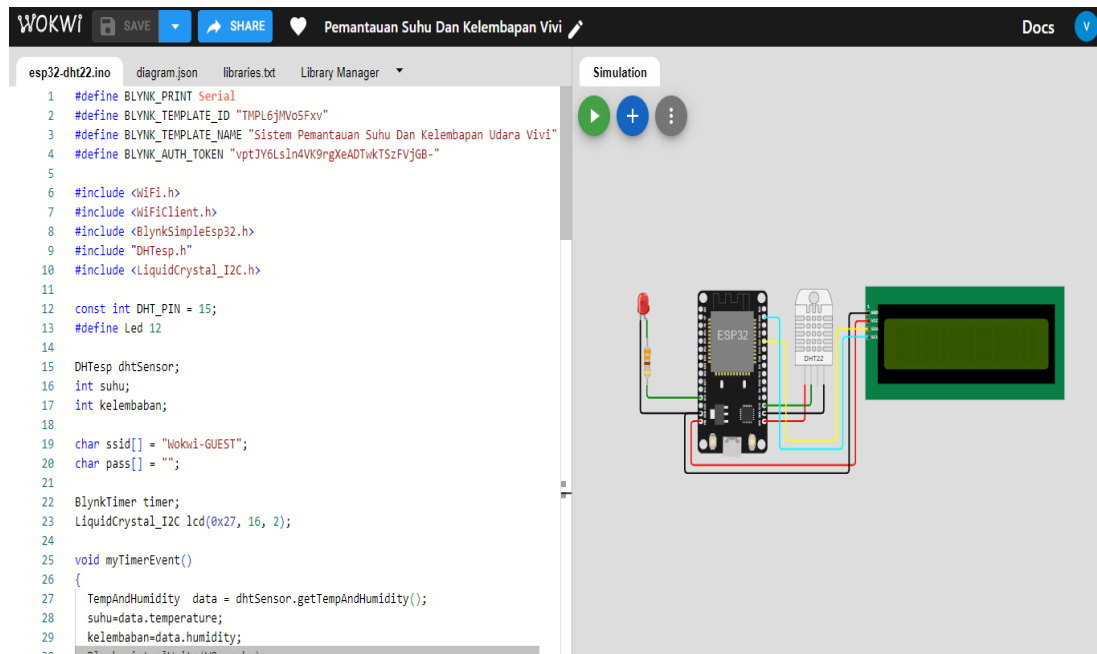 WOKWI SAVE SHARE Pemantauan Suhu Dan Kelembapan Vivi Docs V
esp32-dht22.ino diagram.json libraries.txt Library Manager
1 #define BLYNK_PRINT Serial
2 #define BLYNK_TEMPLATE_ID "TMPL6jMVo5Fxv"
3 #define BLYNK_TEMPLATE_NAME "Sistem Pemantauan Suhu Dan Kelembapan Udara Vivi"
4 #define BLYNK_AUTH_TOKEN "vptJY6Lsln4VK9rgXeADTwkTSzFVjGB-"
5
6 #include <WiFi.h>
7 #include <WiFiClient.h>
8 #include <BlynkSimpleEsp32.h>
9 #include "DHTesp.h"
10 #include <LiquidCrystal_I2C.h>
11
12 const int DHT_PIN = 15;
13 #define Led 12
14
15 DHTesp dhtSensor;
16 int suhu;
17 int kelembaban;
18
19 char ssid[] = "Wokwi-GUEST";
20 char pass[] = "";
21
22 BlynkTimer timer;
23 LiquidCrystal_I2C lcd(0x27, 16, 2);
24
25 void myTimerEvent()
26 {
27 TempAndHumidity data = dhtSensor.getTempAndHumidity();
28 suhu=data.temperature;
29 kelembaban=data.humidity;
Simulation
ESP32
DHT22
GND
VCC
SDA
SCL